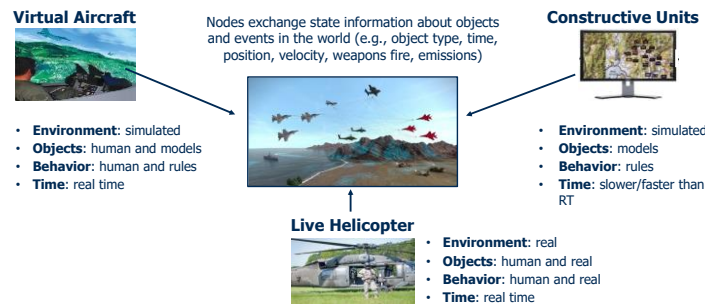 Virtual Aircraft
Nodes exchange state information about objects
and events in the world (e.g., object type, time,
position, velocity, weapons fire, emissions)
Constructive Units
• Environment: simulated
• Objects: human and models
• Behavior: human and rules
• Time: real time
• Environment: simulated
• Objects: models
• Behavior: rules
• Time: slower/faster than
RT
Live Helicopter
• Environment: real
• Objects: human and real
• Behavior: human and real
• Time: real time